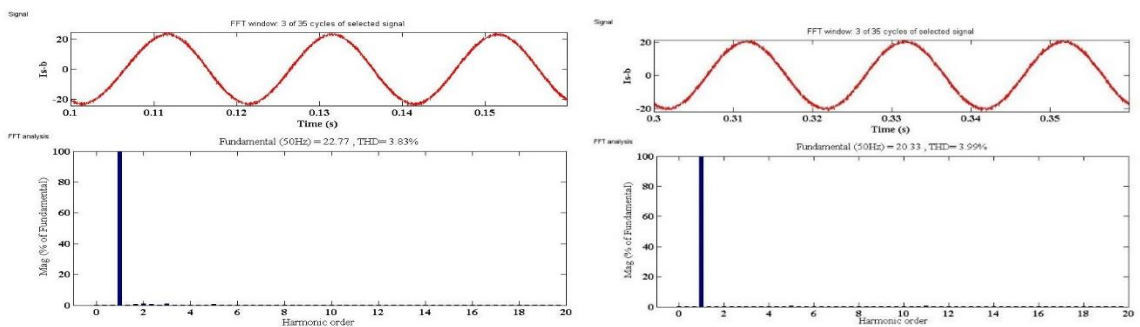 Signal
FFT window: 3 of 35 cycles of selected signal
Is-b
20
0
-20
0.1 0.11 0.12 0.13 0.14 0.15
Time (s)
FFT analysis
Fundamental (50Hz) = 22.77 , THD= 3.83%
Mag (% of Fundamental)
100
80
60
40
20
0
0 2 4 6 8 10 12 14 16 18 20
Harmonic order
Signal
FFT window: 3 of 35 cycles of selected signal
Is-b
20
0
-20
0.3 0.31 0.32 0.33 0.34 0.35
Time (s)
FFT analysis
Fundamental (50Hz) = 20.33 , THD= 3.99%
Mag (% of Fundamental)
100
80
60
40
20
0
0 2 4 6 8 10 12 14 16 18 20
Harmonic order